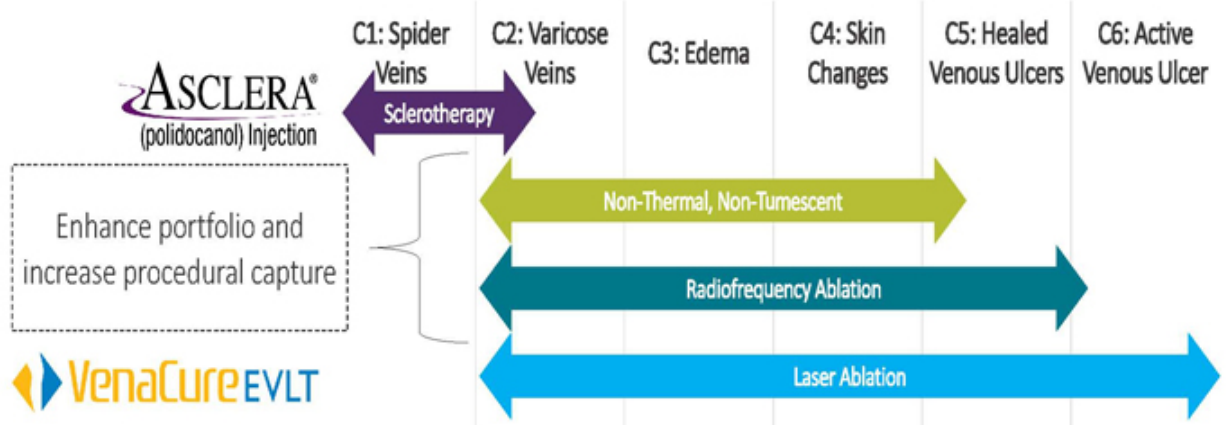 C1: Spider
Veins
C2: Varicose
Veins
C3: Edema
C4: Skin
Changes
C5: Healed
Venous Ulcers
C6: Active
Venous Ulcer
ASCLERA®
(polidocanol) Injection
Sclerotherapy
Non-Thermal, Non-Tumescent
Enhance portfolio and
increase procedural capture
Radiofrequency Ablation
VenaCure EVLT
Laser Ablation